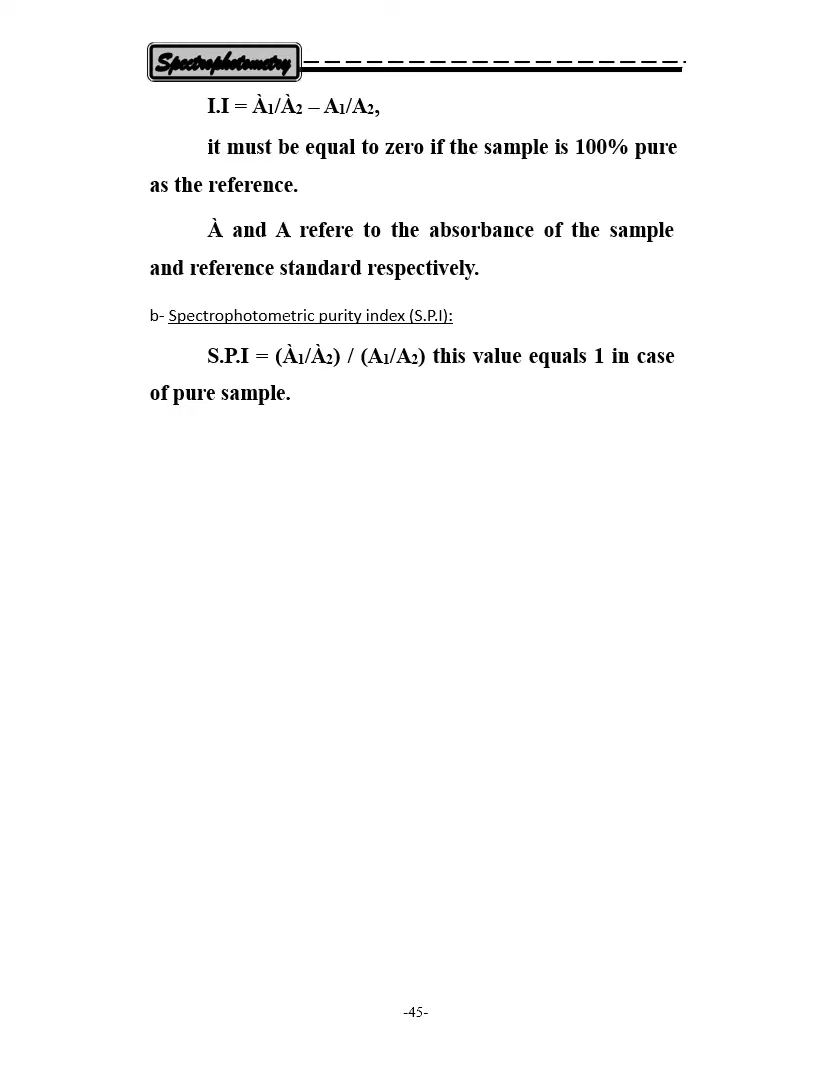 Spectrophotometry
I.I = À1/À2 – A1/A2,
it must be equal to zero if the sample is 100% pure
as the reference.
À and A refere to the absorbance of the sample
and reference standard respectively.
b- Spectrophotometric purity index (S.P.I):
S.P.I = (À1/À2) / (A1/A2) this value equals 1 in case
of pure sample.
-45-